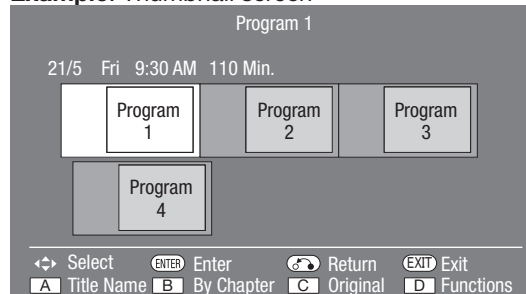 Example: Thumbnail screen
Program 1
21/5 Fri 9:30 AM 110 Min.
Program 1
Program 2
Program 3
Program 4
Select ENTER Enter Return EXIT Exit
A Title Name B By Chapter C Original D Functions